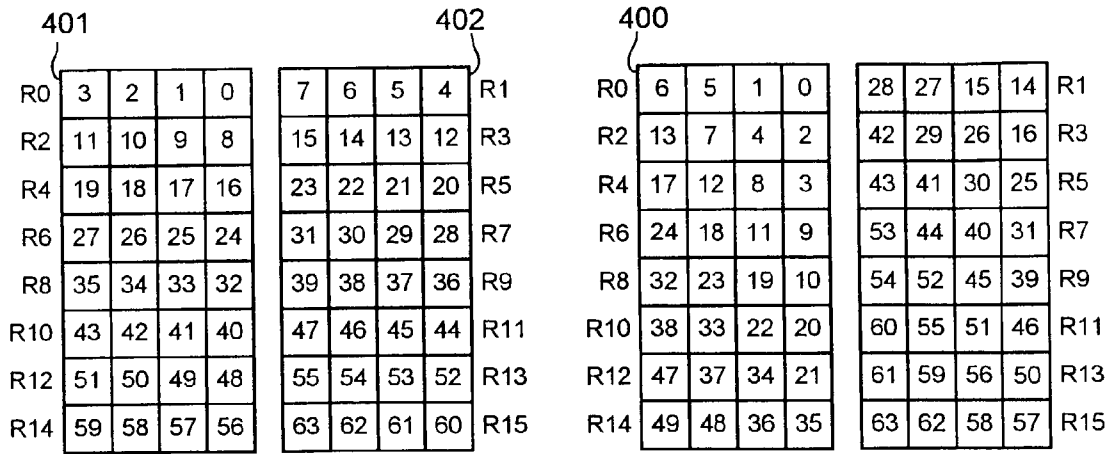 401 402 400
R0 3 2 1 0 7 6 5 4 R1 R0 6 5 1 0 28 27 15 14 R1
R2 11 10 9 8 15 14 13 12 R3 R2 13 7 4 2 42 29 26 16 R3
R4 19 18 17 16 23 22 21 20 R5 R4 17 12 8 3 43 41 30 25 R5
R6 27 26 25 24 31 30 29 28 R7 R6 24 18 11 9 53 44 40 31 R7
R8 35 34 33 32 39 38 37 36 R9 R8 32 23 19 10 54 52 45 39 R9
R10 43 42 41 40 47 46 45 44 R11 R10 38 33 22 20 60 55 51 46 R11
R12 51 50 49 48 55 54 53 52 R13 R12 47 37 34 21 61 59 56 50 R13
R14 59 58 57 56 63 62 61 60 R15 R14 49 48 36 35 63 62 58 57 R15